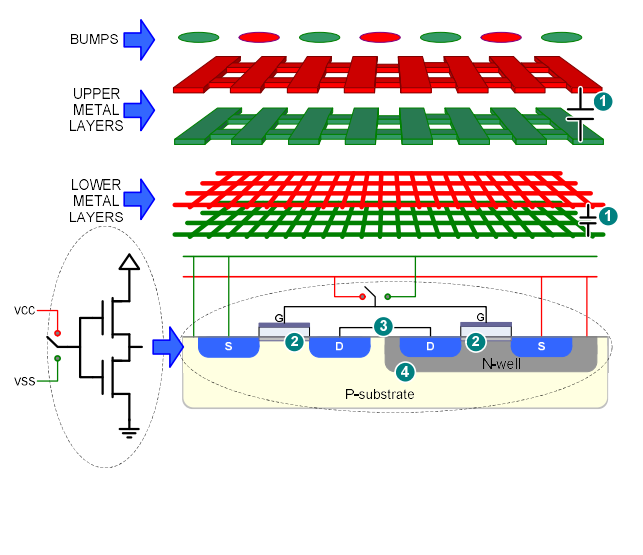 BUMPS
UPPER
METAL
LAYERS
1
LOWER
METAL
LAYERS
1
VCC
VSS
G
G
3
2
2
S
D
D
S
4
N-well
P-substrate